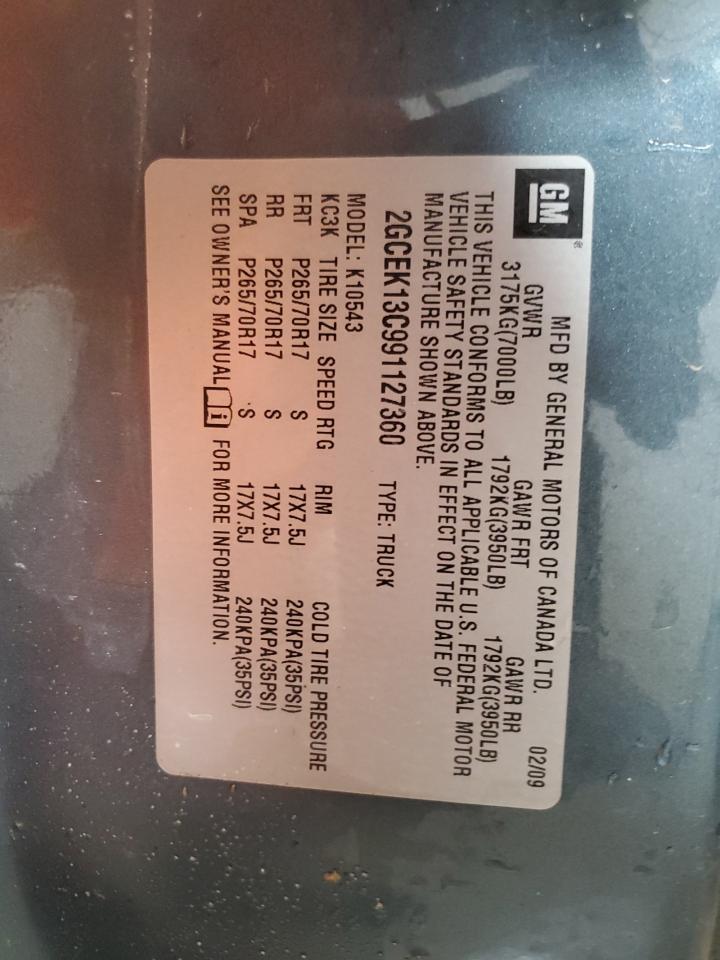 GM
MFD BY GENERAL MOTORS OF CANADA LTD.
02/09
GVWR GAWR FRT GAWR RR
3175KG(7000LB) 1792KG(3950LB) 1792KG(3950LB)
THIS VEHICLE CONFORMS TO ALL APPLICABLE U.S. FEDERAL MOTOR
VEHICLE SAFETY STANDARDS IN EFFECT ON THE DATE OF
MANUFACTURE SHOWN ABOVE.
2GCEK13C991127360 TYPE: TRUCK
MODEL: K10543
KC3K TIRE SIZE SPEED RTG RIM COLD TIRE PRESSURE
FRT P265/70R17 S 17X7.5J 240KPA(35PSI)
RR P265/70R17 S 17X7.5J 240KPA(35PSI)
SPA P265/70R17 S 17X7.5J 240KPA(35PSI)
SEE OWNER'S MANUAL i FOR MORE INFORMATION.